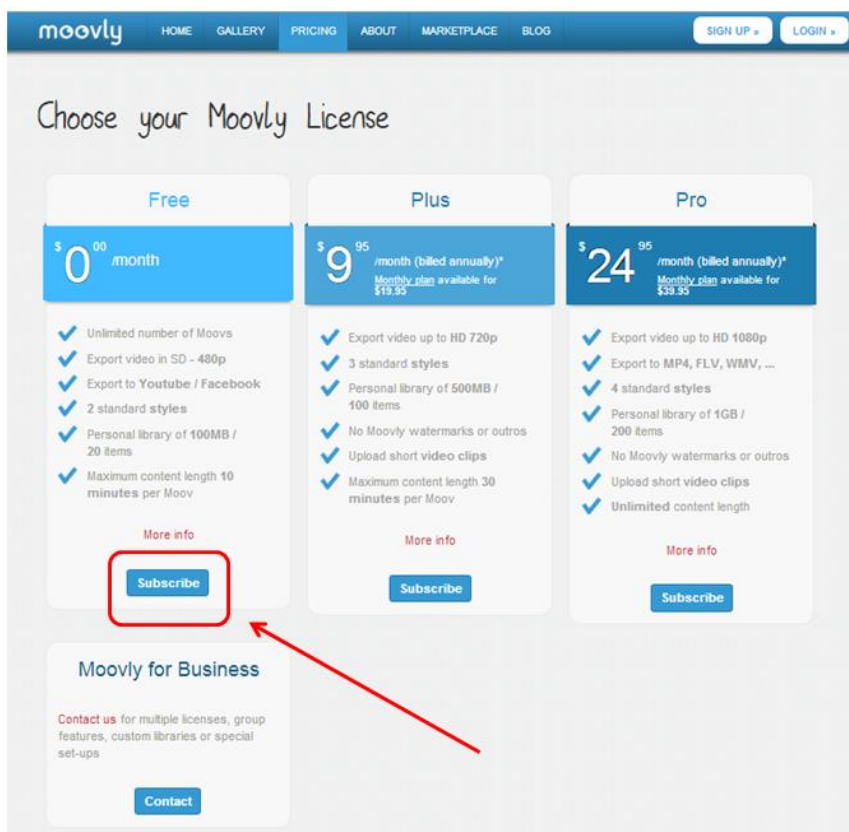 moovly HOME GALLERY PRICING ABOUT MARKETPLACE BLOG SIGN UP » LOGIN »
Choose your Moovly License
Free
$0 00 /month
Unlimited number of Moovs
Export video in SD - 480p
Export to Youtube / Facebook
2 standard styles
Personal library of 100MB /
20 items
Maximum content length 10
minutes per Moov
More info
Subscribe
Plus
$9 95 /month (billed annually)*
Monthly plan available for
$19.95
Export video up to HD 720p
3 standard styles
Personal library of 500MB /
100 items
No Moovly watermarks or outros
Upload short video clips
Maximum content length 30
minutes per Moov
More info
Subscribe
Pro
$24 95 /month (billed annually)*
Monthly plan available for
$39.95
Export video up to HD 1080p
Export to MP4, FLV, WMV, ...
4 standard styles
Personal library of 1GB /
200 items
No Moovly watermarks or outros
Upload short video clips
Unlimited content length
More info
Subscribe
Moovly for Business
Contact us for multiple licenses, group
features, custom libraries or special
set-ups
Contact